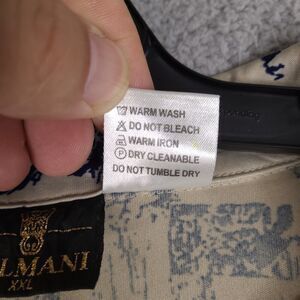 WARM WASH
DO NOT BLEACH
WARM IRON
P DRY CLEANABLE
DO NOT TUMBLE DRY
LMANI
XXL